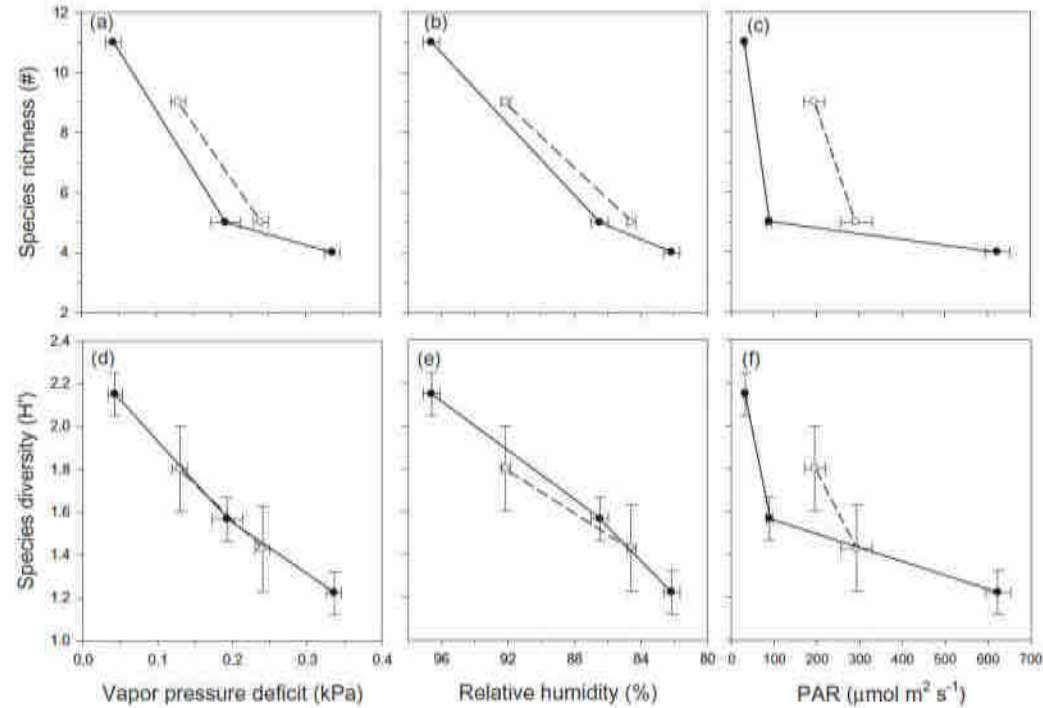 (a) (b) (c)
12
10
8
6
4
2
Species richness (#)
(d) (e) (f)
2.4
2.2
2.0
1.8
1.6
1.4
1.2
1.0
Species diversity (H')
0.0 0.1 0.2 0.3 0.4 96 92 88 84 80 0 100 200 300 400 500 600 700
Vapor pressure deficit (kPa) Relative humidity (%) PAR (μmol m² s⁻¹)